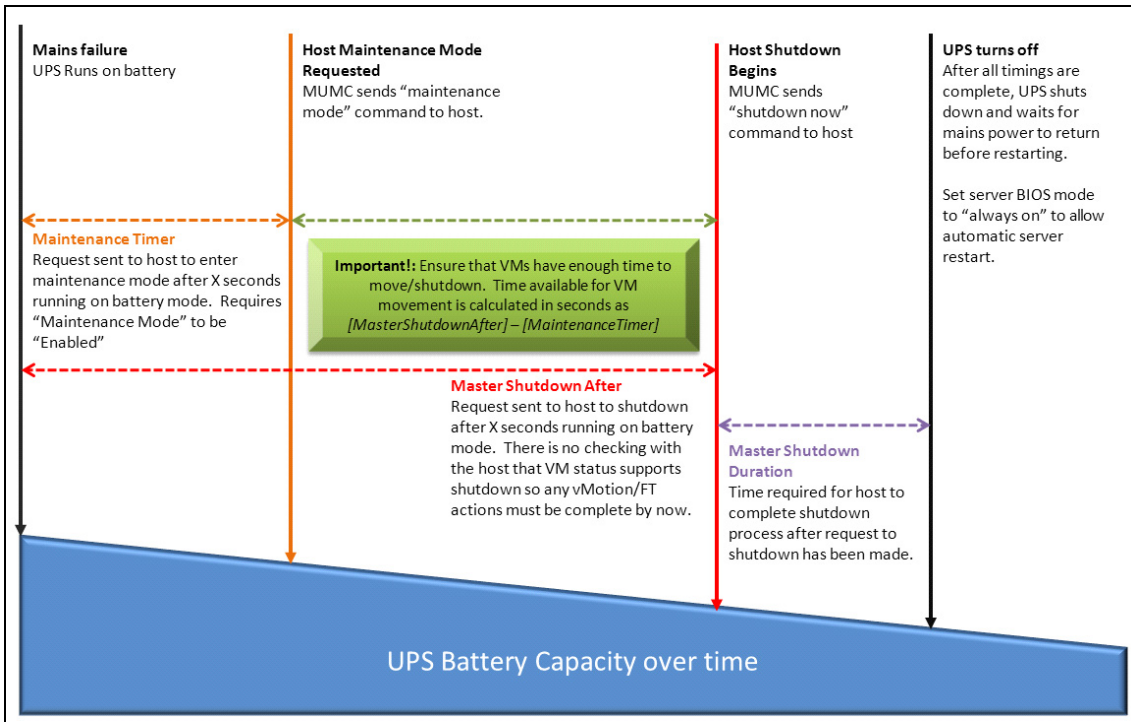 Mains failure
UPS Runs on battery
Host Maintenance Mode
Requested
MUMC sends “maintenance
mode” command to host.
Host Shutdown
Begins
MUMC sends
“shutdown now”
command to host
UPS turns off
After all timings are
complete, UPS shuts
down and waits for
mains power to return
before restarting.
Set server BIOS mode
to “always on” to allow
automatic server
restart.
Maintenance Timer
Request sent to host to enter
maintenance mode after X seconds
running on battery mode. Requires
“Maintenance Mode” to be
“Enabled”
Important!: Ensure that VMs have enough time to
move/shutdown. Time available for VM
movement is calculated in seconds as
[MasterShutdownAfter] – [MaintenanceTimer]
Master Shutdown After
Request sent to host to shutdown
after X seconds running on battery
mode. There is no checking with
the host that VM status supports
shutdown so any vMotion/FT
actions must be complete by now.
Master Shutdown
Duration
Time required for host to
complete shutdown
process after request to
shutdown has been made.
UPS Battery Capacity over time